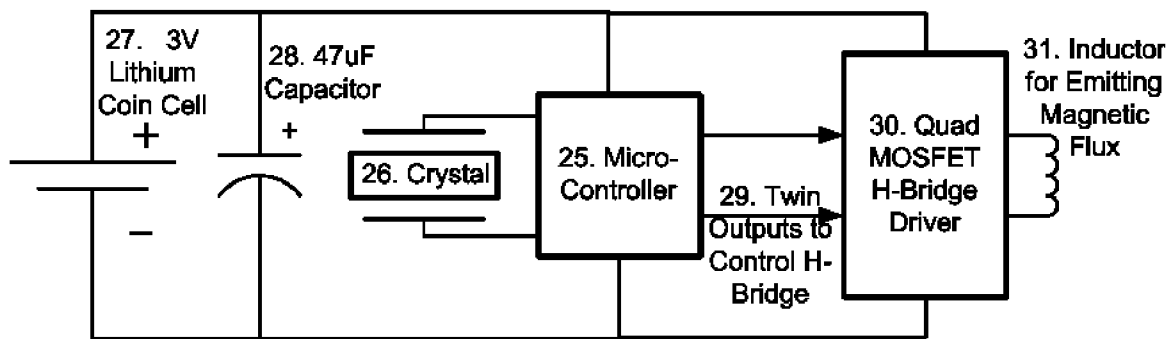 27. 3V
Lithium
Coin Cell
+
–
28. 47uF
Capacitor
+
26. Crystal
25. Micro-
Controller
29. Twin
Outputs to
Control H-
Bridge
30. Quad
MOSFET
H-Bridge
Driver
31. Inductor
for Emitting
Magnetic
Flux